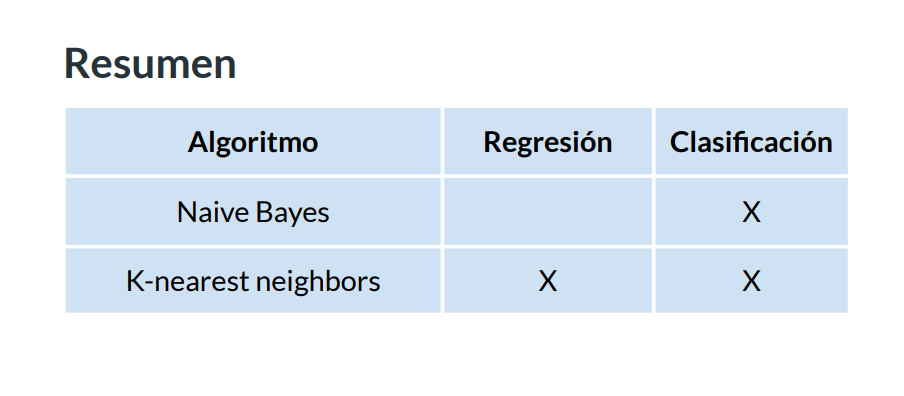 Resumen
Algoritmo Regresión Clasificación
Naive Bayes X
K-nearest neighbors X X